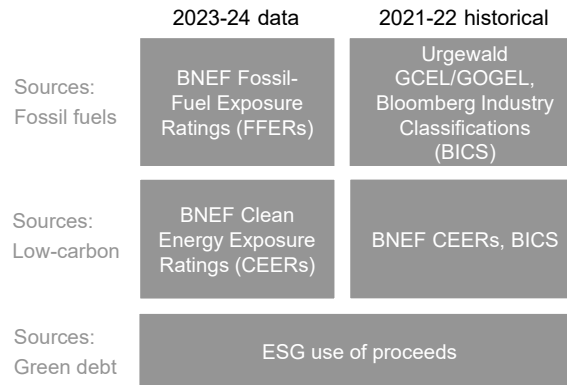 2023-24 data
2021-22 historical
Sources:
Fossil fuels
BNEF Fossil-
Fuel Exposure
Ratings (FFERs)
Urgewald
GCEL/GOGEL,
Bloomberg Industry
Classifications
(BICS)
Sources:
Low-carbon
BNEF Clean
Energy Exposure
Ratings (CEERs)
BNEF CEERs, BICS
Sources:
Green debt
ESG use of proceeds